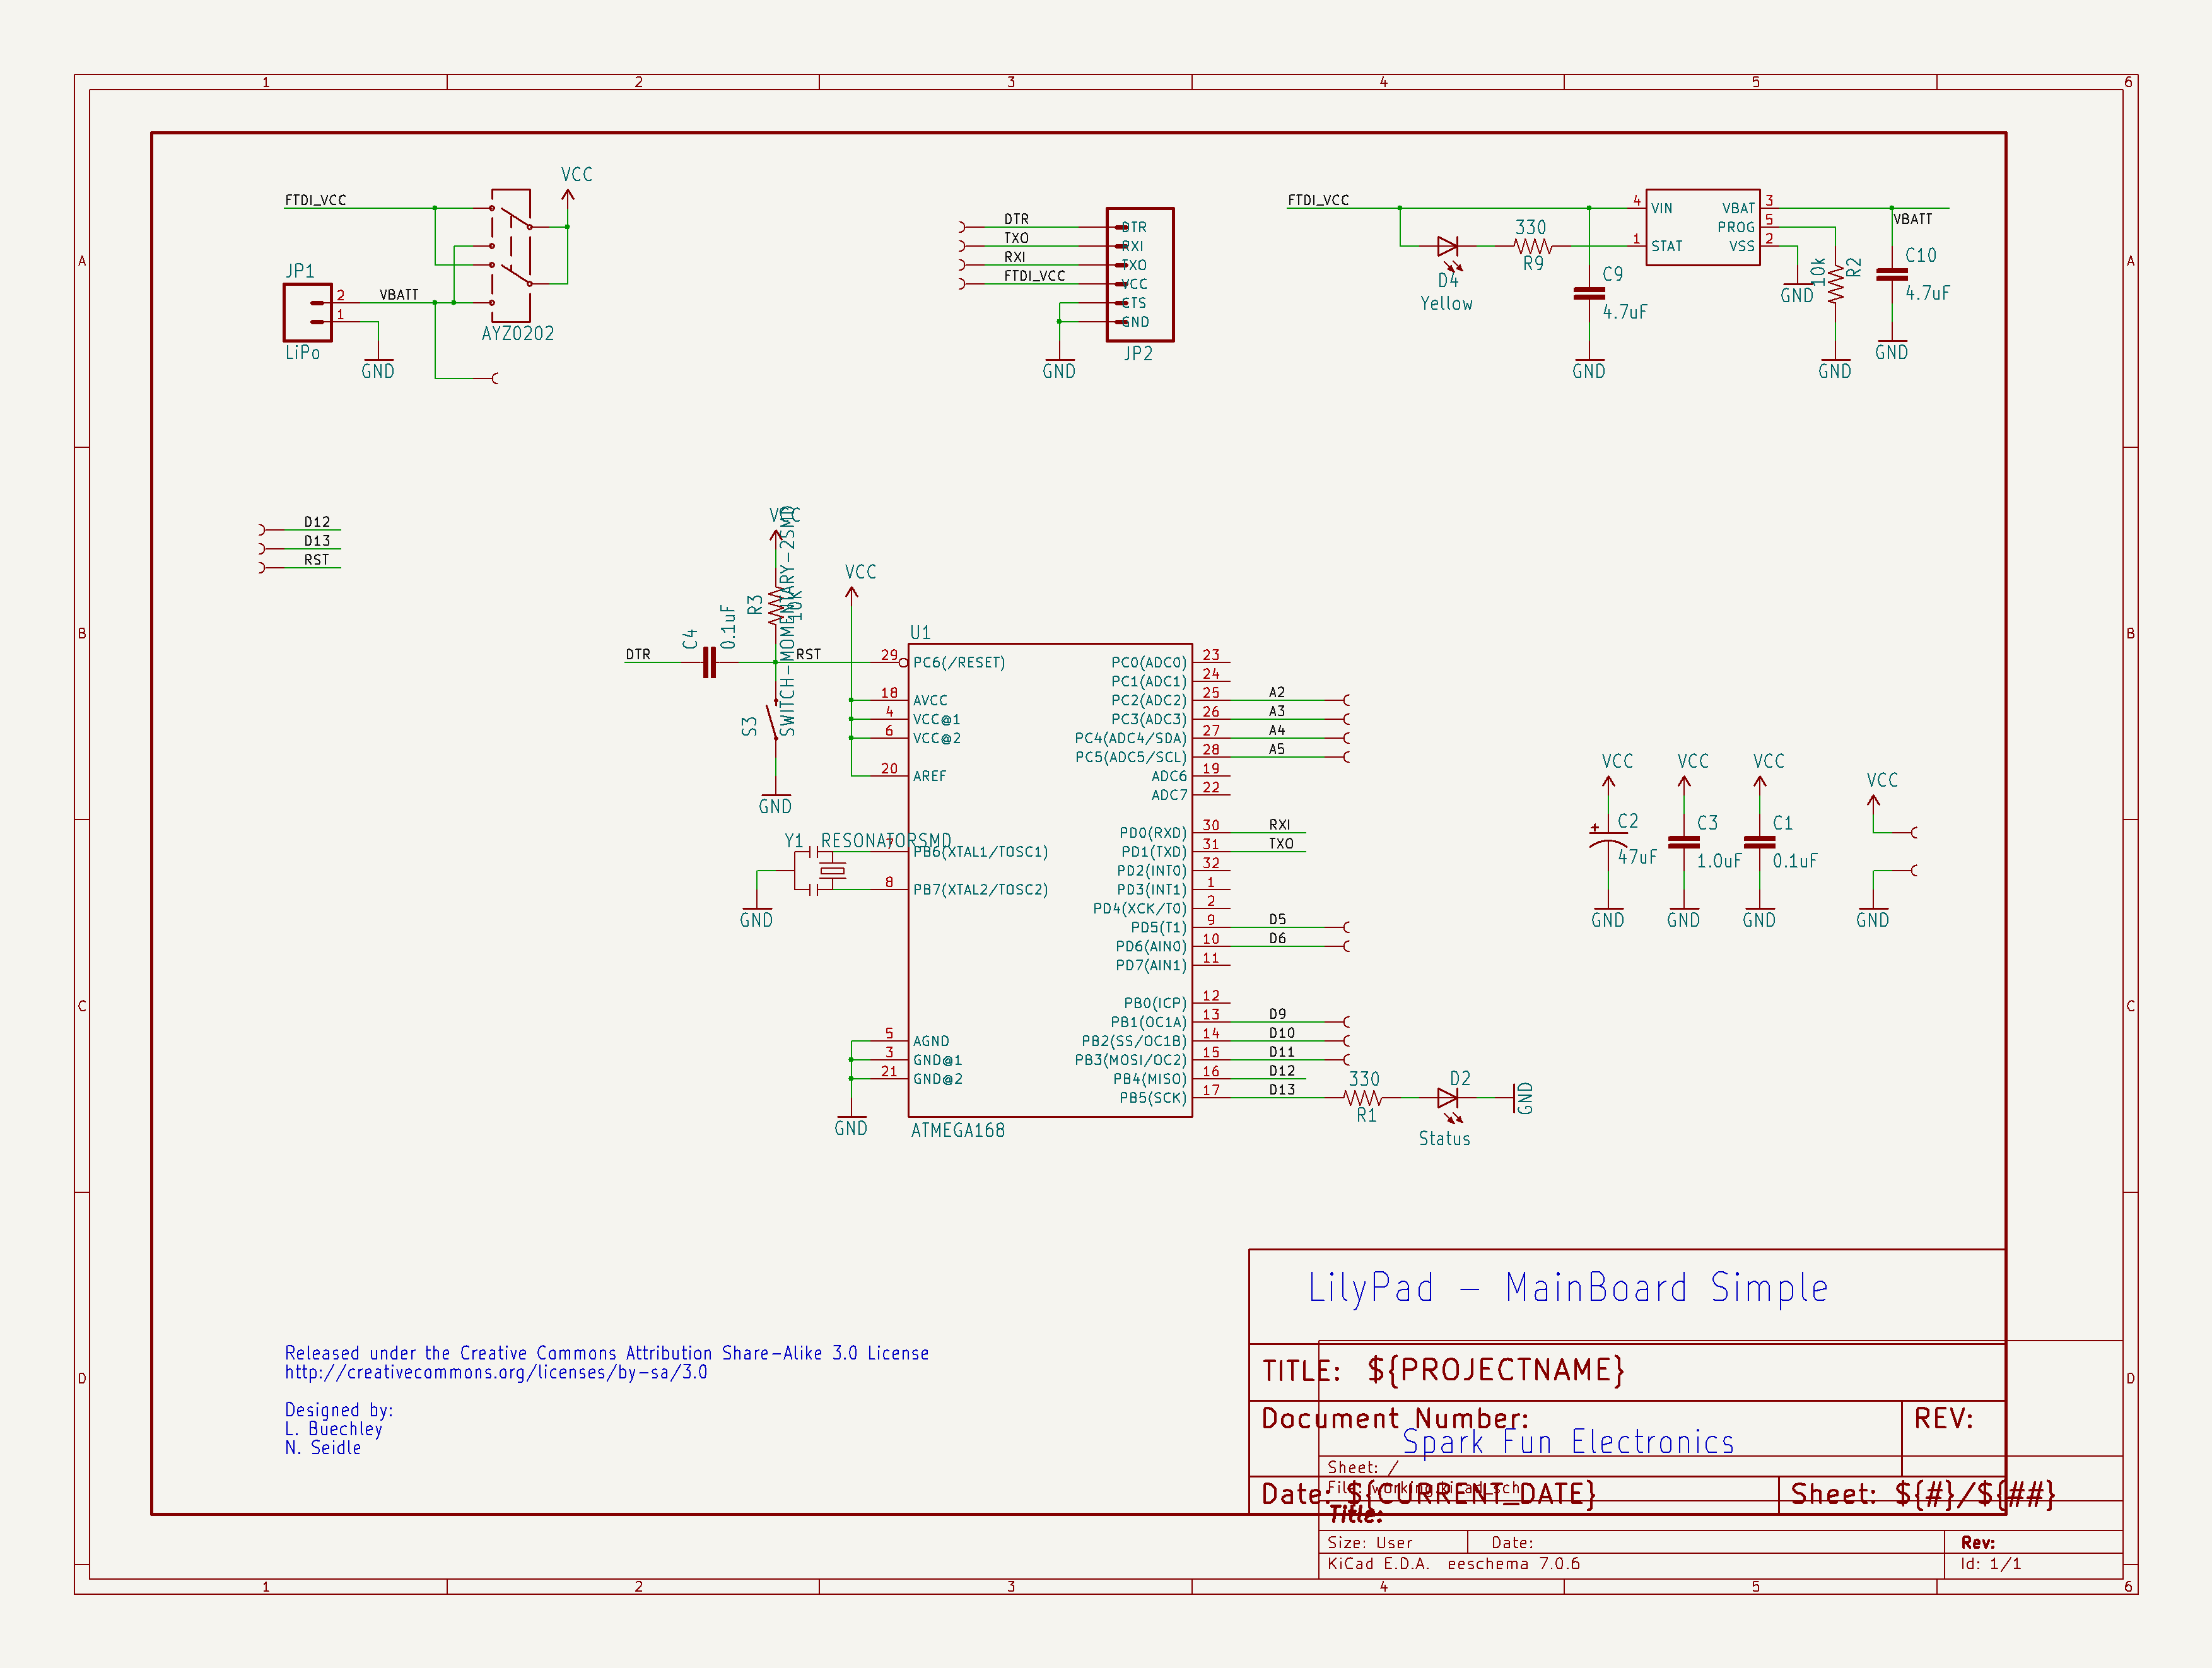 1 2 3 4 5 6
A A
B B
C C
D D
FTDI_VCC
VCC
JP1
2
1
VBATT
LiPo
GND
AYZ0202
DTR
TXO
RXI
FTDI_VCC
DTR
RXI
TXO
VCC
CTS
GND
GND
JP2
FTDI_VCC
D4
Yellow
330
R9
C9
4.7uF
GND
4 VIN
1 STAT
VBAT 3
PROG 5
VSS 2
VBATT
GND
10k
R2
GND
C10
4.7uF
GND
D12
D13
RST
VCC
SWITCH-MOMENTARY-2SMD
R3
10K
C4
0.1uF
DTR
RST
S3
GND
VCC
U1
29 PC6(/RESET)
18 AVCC
4 VCC@1
6 VCC@2
20 AREF
Y1 RESONATORSMD
7 PB6(XTAL1/TOSC1)
8 PB7(XTAL2/TOSC2)
GND
5 AGND
3 GND@1
21 GND@2
GND
ATMEGA168
PC0(ADC0) 23
PC1(ADC1) 24
PC2(ADC2) 25 A2
PC3(ADC3) 26 A3
PC4(ADC4/SDA) 27 A4
PC5(ADC5/SCL) 28 A5
ADC6 19
ADC7 22
PD0(RXD) 30 RXI
PD1(TXD) 31 TXO
PD2(INT0) 32
PD3(INT1) 1
PD4(XCK/T0) 2
PD5(T1) 9 D5
PD6(AIN0) 10 D6
PD7(AIN1) 11
PB0(ICP) 12
PB1(OC1A) 13 D9
PB2(SS/OC1B) 14 D10
PB3(MOSI/OC2) 15 D11
PB4(MISO) 16 D12
PB5(SCK) 17 D13
330
R1
D2
Status
GND
VCC VCC VCC VCC
+ C2
47uF
C3
1.0uF
C1
0.1uF
GND GND GND GND
Released under the Creative Commons Attribution Share-Alike 3.0 License
http://creativecommons.org/licenses/by-sa/3.0
Designed by:
L. Buechley
N. Seidle
LilyPad - MainBoard Simple
TITLE: ${PROJECTNAME}
Document Number:
REV:
Spark Fun Electronics
Sheet: /
File: working.kicad_sch
Date: ${CURRENT_DATE}
Sheet: ${#}/${##}
Title:
Size: User
Date:
Rev:
KiCad E.D.A. eeschema 7.0.6
Id: 1/1
1 2 3 4 5 6